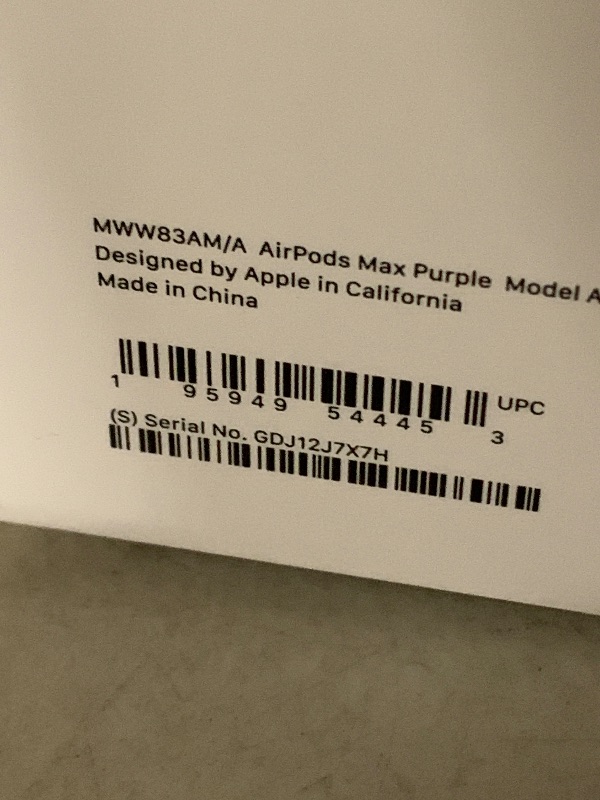 MWW83AM/A AirPods Max Purple Model A
Designed by Apple in California
Made in China
1 95949 54445 3 UPC
(S) Serial No. GDJ12J7X7H